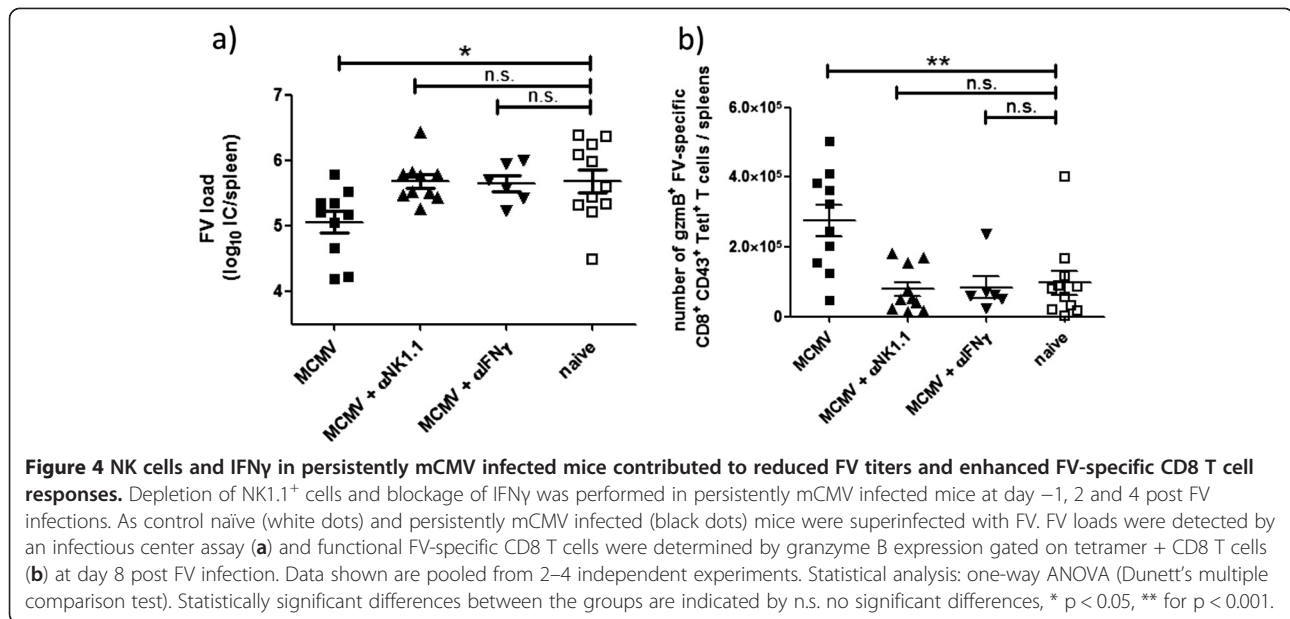 a)
b)
*
n.s.
n.s.
**
n.s.
n.s.
7
6
5
4
FV load
(log10 IC/spleen)
MCMV
MCMV + αNK1.1
MCMV + αIFNγ
naive
6.0×10⁵
4.0×10⁵
2.0×10⁵
0
number of gzmB⁺ FV-specific
CD8⁺ CD43⁺ TetI⁺ T cells / spleens
MCMV
MCMV + αNK1.1
MCMV + αIFNγ
naive
Figure 4 NK cells and IFNγ in persistently mCMV infected mice contributed to reduced FV titers and enhanced FV-specific CD8 T cell
responses. Depletion of NK1.1⁺ cells and blockage of IFNγ was performed in persistently mCMV infected mice at day −1, 2 and 4 post FV
infections. As control naïve (white dots) and persistently mCMV infected (black dots) mice were superinfected with FV. FV loads were detected by
an infectious center assay (a) and functional FV-specific CD8 T cells were determined by granzyme B expression gated on tetramer + CD8 T cells
(b) at day 8 post FV infection. Data shown are pooled from 2–4 independent experiments. Statistical analysis: one-way ANOVA (Dunett's multiple
comparison test). Statistically significant differences between the groups are indicated by n.s. no significant differences, * p < 0.05, ** for p < 0.001.